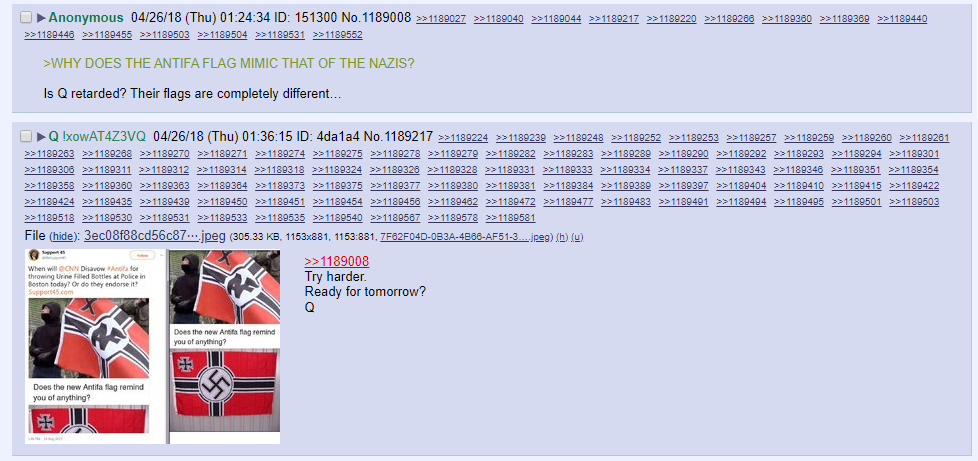 Anonymous 04/26/18 (Thu) 01:24:34 ID: 151300 No.1189008 >>1189027 >>1189040 >>1189044 >>1189217 >>1189220 >>1189266 >>1189360 >>1189369 >>1189440
>>1189446 >>1189455 >>1189503 >>1189504 >>1189531 >>1189552
>WHY DOES THE ANTIFA FLAG MIMIC THAT OF THE NAZIS?
Is Q retarded? Their flags are completely different...
Q !xowAT4Z3VQ 04/26/18 (Thu) 01:36:15 ID: 4da1a4 No.1189217 >>1189224 >>1189239 >>1189248 >>1189252 >>1189253 >>1189257 >>1189259 >>1189260 >>1189261
>>1189263 >>1189268 >>1189270 >>1189271 >>1189274 >>1189275 >>1189278 >>1189279 >>1189282 >>1189283 >>1189289 >>1189290 >>1189292 >>1189293 >>1189294 >>1189301
>>1189306 >>1189311 >>1189312 >>1189314 >>1189318 >>1189324 >>1189326 >>1189328 >>1189331 >>1189333 >>1189334 >>1189337 >>1189343 >>1189346 >>1189351 >>1189354
>>1189358 >>1189360 >>1189363 >>1189364 >>1189373 >>1189375 >>1189377 >>1189380 >>1189381 >>1189384 >>1189389 >>1189397 >>1189404 >>1189410 >>1189415 >>1189422
>>1189424 >>1189435 >>1189439 >>1189450 >>1189451 >>1189454 >>1189456 >>1189462 >>1189472 >>1189477 >>1189483 >>1189491 >>1189494 >>1189495 >>1189501 >>1189503
>>1189518 >>1189530 >>1189531 >>1189533 >>1189535 >>1189540 >>1189567 >>1189578 >>1189581
File (hide): 3ec08f88cd56c87···.jpeg (305.33 KB, 1153x881, 1153:881, 7F62F04D-0B3A-4B66-AF51-3....jpeg) (h) (u)
Support 45
Follow
When will @CNN Disavow #Antifa for
throwing Urine Filled Bottles at Police in
Boston today? Or do they endorse it?
Support45.com
Does the new Antifa flag remind
you of anything?
Does the new Antifa flag remind
you of anything?
>>1189008
Try harder.
Ready for tomorrow?
Q